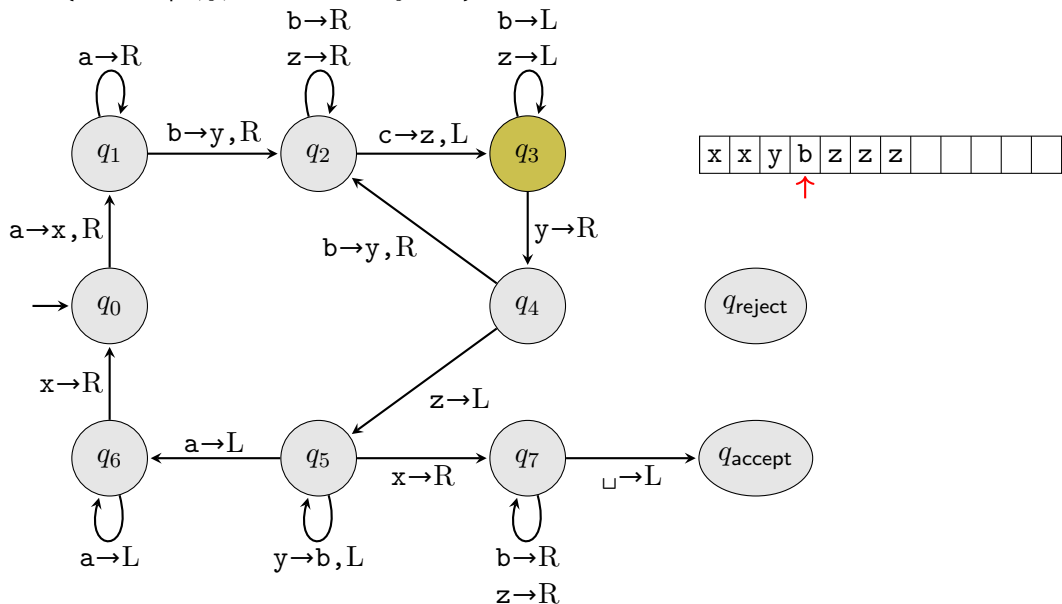 b→R
b→L
a→R
z→R
z→L
q1
b→y,R
q2
c→z,L
q3
x x y b z z z
a→x,R
b→y,R
y→R
q0
q4
qreject
x→R
z→L
q6
a→L
q5
x→R
q7
␣→L
qaccept
a→L
y→b,L
b→R
z→R